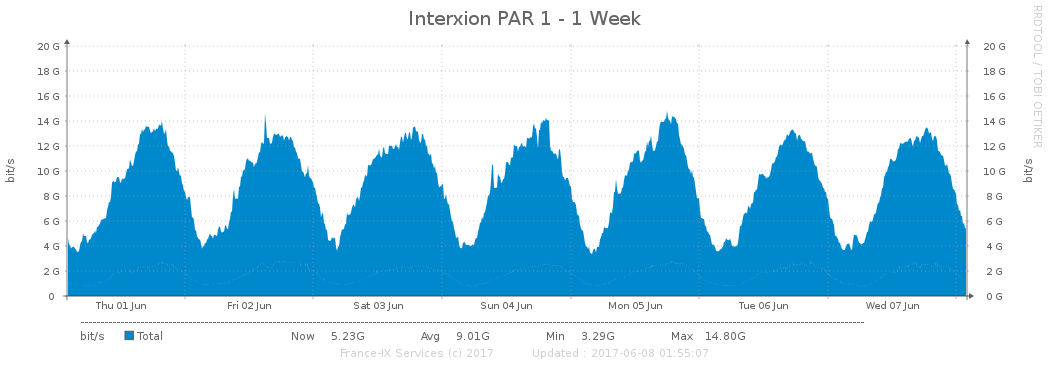 Interxion PAR 1 - 1 Week
RRDTOOL / TOBI OETIKER
bit/s
20 G 20 G
18 G 18 G
16 G 16 G
14 G 14 G
12 G 12 G
10 G 10 G
8 G 8 G
6 G 6 G
4 G 4 G
2 G 2 G
0 0 G
bit/s
Thu 01 Jun Fri 02 Jun Sat 03 Jun Sun 04 Jun Mon 05 Jun Tue 06 Jun Wed 07 Jun
bit/s Total Now 5.23G Avg 9.01G Min 3.29G Max 14.80G
France-IX Services (c) 2017 Updated : 2017-06-08 01:55:07